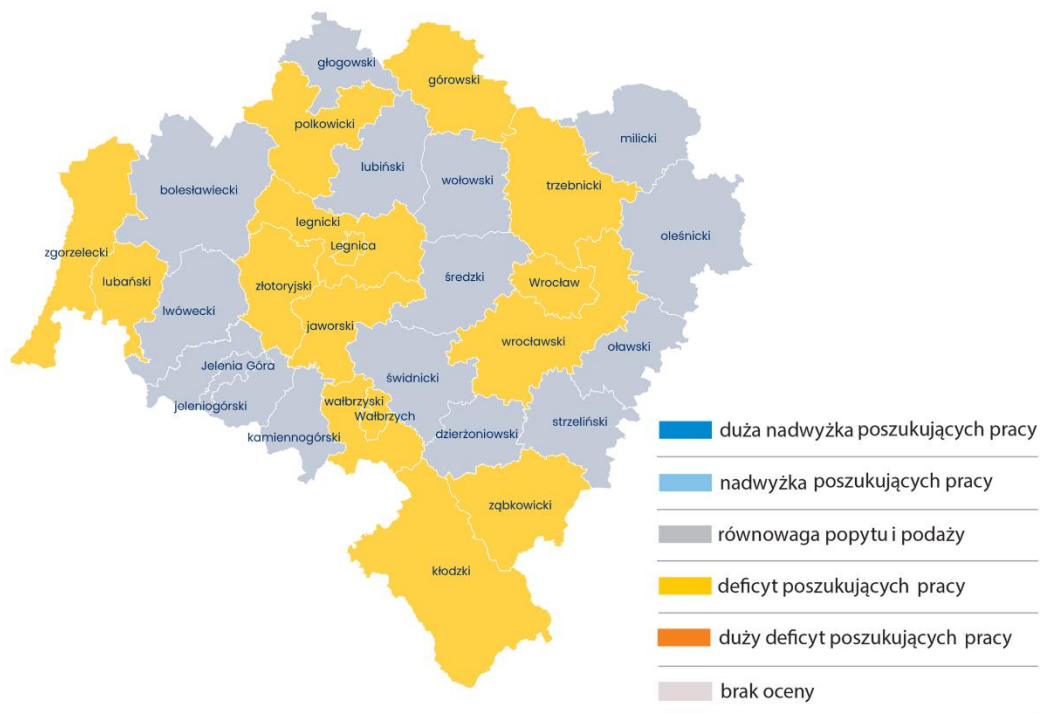 głogowski
górowski
polkowicki
milicki
lubiński
wołowski
trzebnicki
bolesławiecki
legnicki
oleśnicki
Legnica
zgorzelecki
lubański
złotoryjski
średzki
Wrocław
lwówecki
jaworski
wrocławski
oławski
Jelenia Góra
świdnicki
jeleniogórski
wałbrzyski
Wałbrzych
kamiennogórski
dzierżoniowski
strzeliński
ząbkowicki
kłodzki
duża nadwyżka poszukujących pracy
nadwyżka poszukujących pracy
równowaga popytu i podaży
deficyt poszukujących pracy
duży deficyt poszukujących pracy
brak oceny